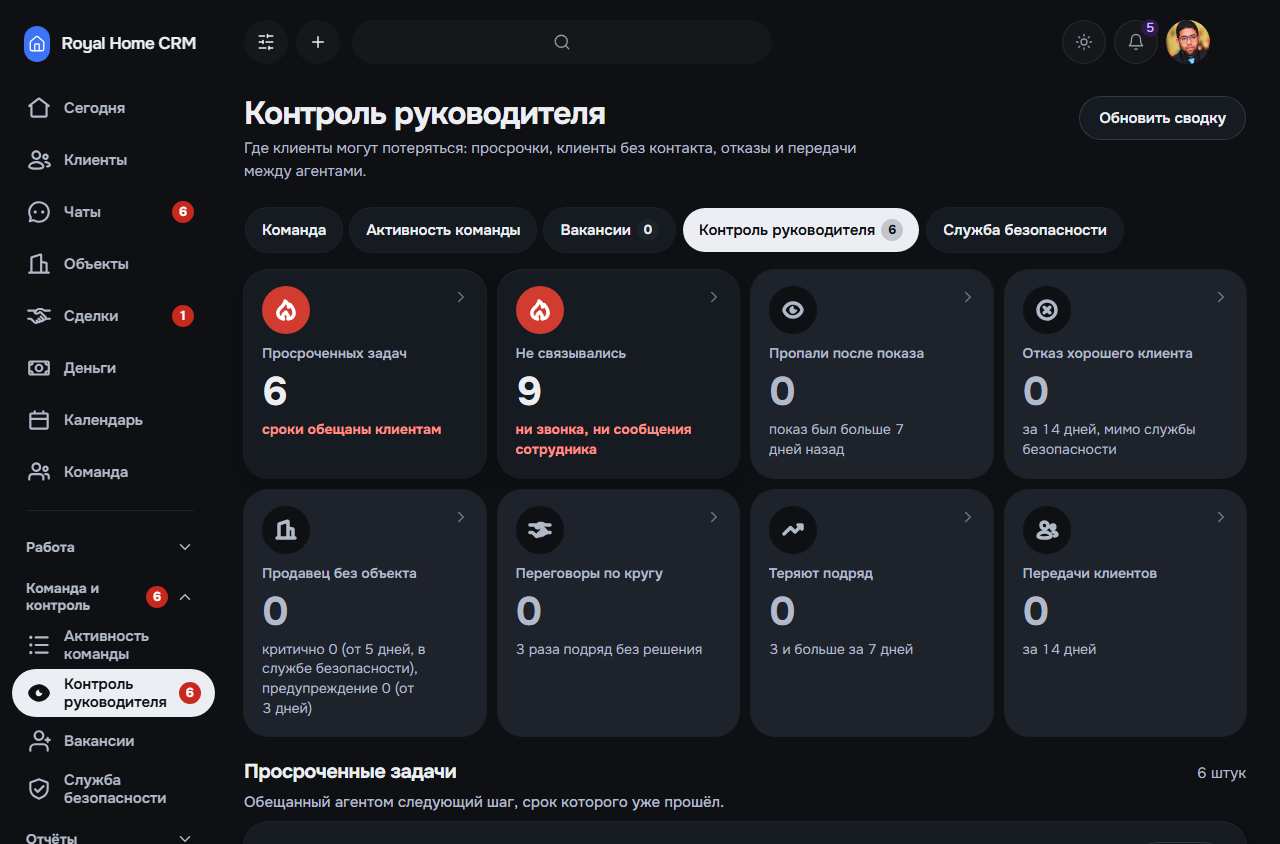 Royal Home CRM
5
Сегодня
Клиенты
Чаты
6
Объекты
Сделки
1
Деньги
Календарь
Команда
Работа
Команда и
контроль
6
Активность
команды
Контроль
руководителя
6
Вакансии
Служба
безопасности
Отчёты
Контроль руководителя
Обновить сводку
Где клиенты могут потеряться: просрочки, клиенты без контакта, отказы и передачи
между агентами.
Команда
Активность команды
Вакансии 0
Контроль руководителя 6
Служба безопасности
Просроченных задач
6
сроки обещаны клиентам
Не связывались
9
ни звонка, ни сообщения
сотрудника
Пропали после показа
0
показ был больше 7
дней назад
Отказ хорошего клиента
0
за 14 дней, мимо службы
безопасности
Продавец без объекта
0
критично 0 (от 5 дней, в
службе безопасности),
предупреждение 0 (от
3 дней)
Переговоры по кругу
0
3 раза подряд без решения
Теряют подряд
0
3 и больше за 7 дней
Передачи клиентов
0
за 14 дней
Просроченные задачи
6 штук
Обещанный агентом следующий шаг, срок которого уже прошёл.